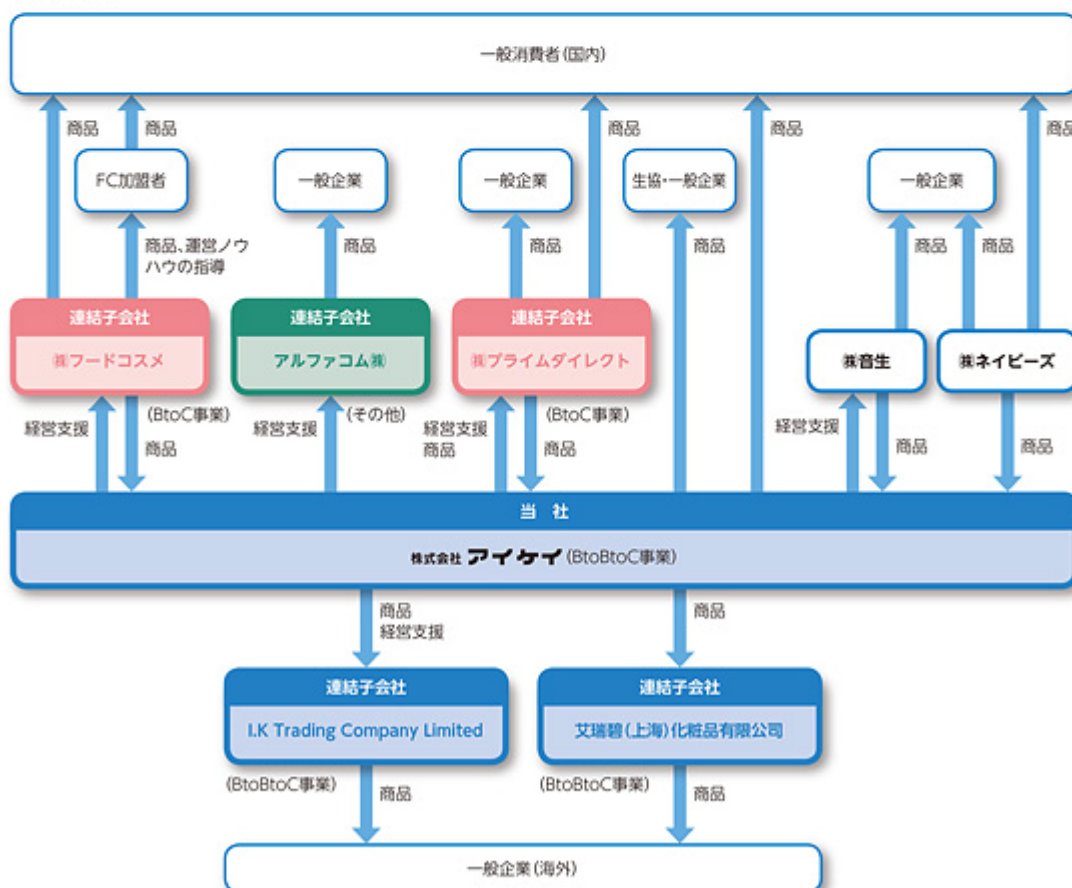 一般消費者(国内)
商品
商品
商品
商品
商品
FC加盟者
一般企業
一般企業
生協・一般企業
一般企業
商品、運営ノウ
ハウの指導
商品
商品
商品
商品
商品
連結子会社
㈱フードコスメ
連結子会社
アルファコム㈱
連結子会社
㈱プライムダイレクト
㈱音生
㈱ネイビーズ
経営支援
(BtoC事業)
商品
経営支援
(その他)
経営支援
商品
(BtoC事業)
商品
経営支援
商品
商品
当 社
株式会社 アイケイ (BtoBtoC事業)
商品
経営支援
商品
連結子会社
I.K Trading Company Limited
連結子会社
艾瑞碧(上海)化粧品有限公司
(BtoBtoC事業)
商品
(BtoBtoC事業)
商品
一般企業(海外)